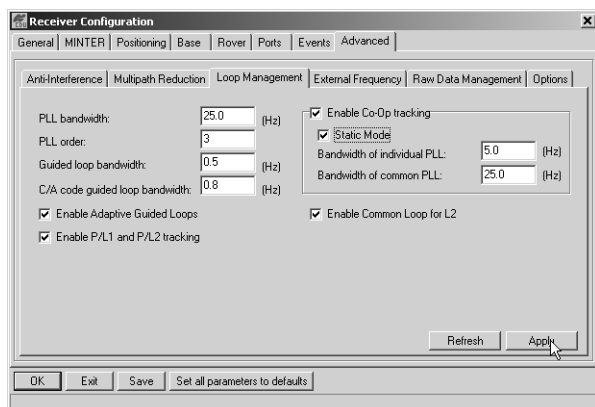 CDU Receiver Configuration
General MINTER Positioning Base Rover Ports Events Advanced
Anti-Interference Multipath Reduction Loop Management External Frequency Raw Data Management Options
PLL bandwidth: 25.0 (Hz)
PLL order: 3
Guided loop bandwidth: 0.5 (Hz)
C/A code guided loop bandwidth: 0.8 (Hz)
Enable Adaptive Guided Loops
Enable P/L1 and P/L2 tracking
Enable Co-Op tracking
Static Mode
Bandwidth of individual PLL: 5.0 (Hz)
Bandwidth of common PLL: 25.0 (Hz)
Enable Common Loop for L2
Refresh Apply
OK Exit Save Set all parameters to defaults